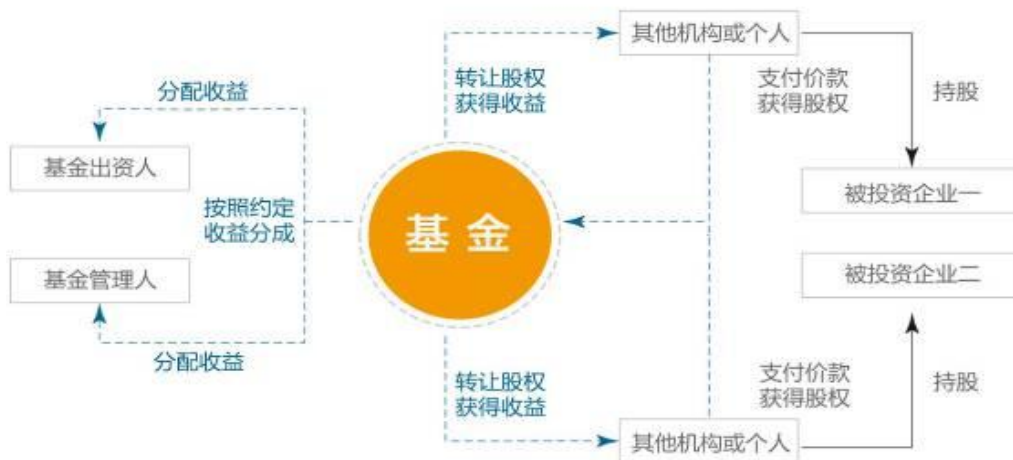 其他机构或个人
转让股权
获得收益
支付价款
获得股权
持股
分配收益
基金出资人
按照约定
收益分成
基金
被投资企业一
基金管理人
被投资企业二
分配收益
转让股权
获得收益
支付价款
获得股权
持股
其他机构或个人